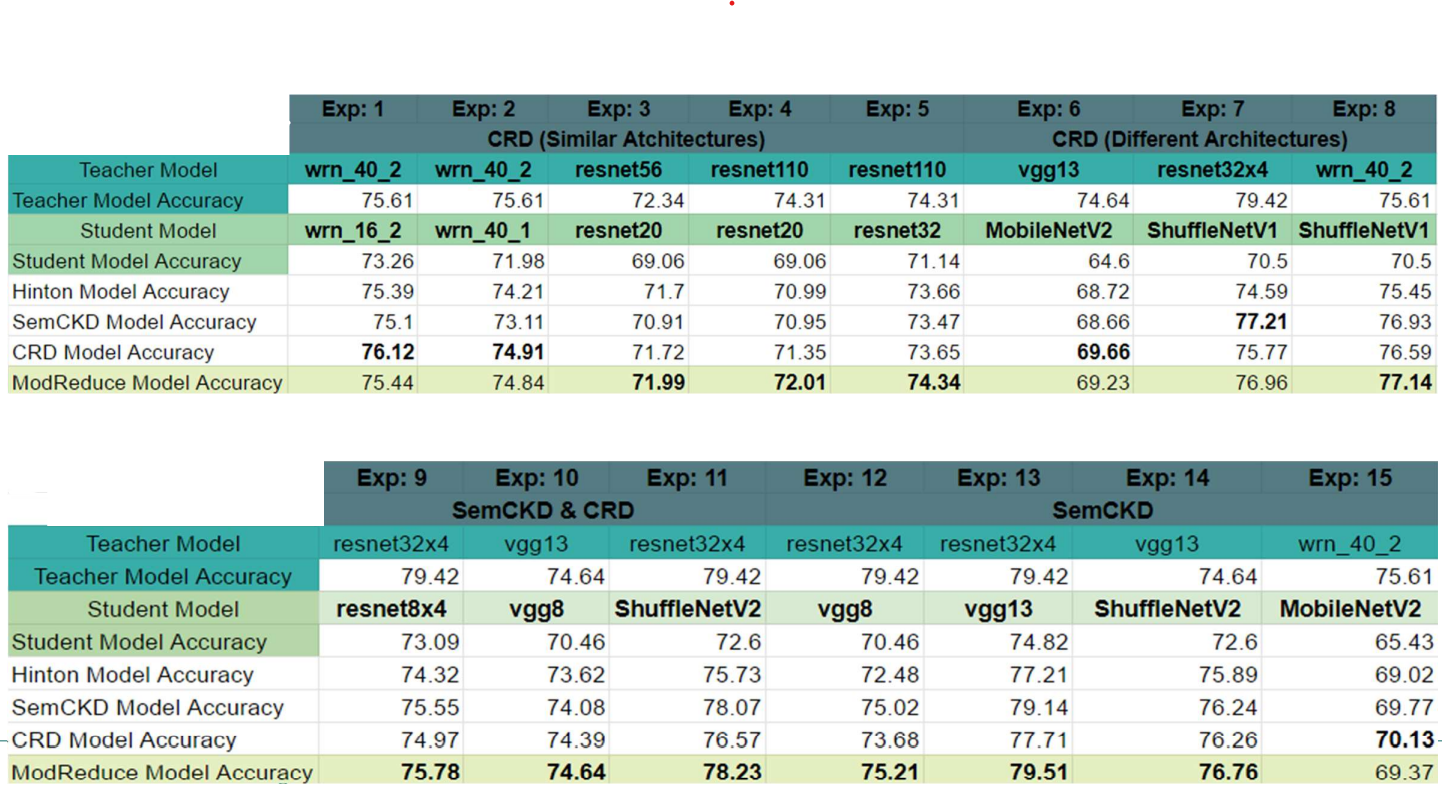 Exp: 1 Exp: 2 Exp: 3 Exp: 4 Exp: 5 Exp: 6 Exp: 7 Exp: 8
CRD (Similar Atchitectures) CRD (Different Architectures)
Teacher Model wrn_40_2 wrn_40_2 resnet56 resnet110 resnet110 vgg13 resnet32x4 wrn_40_2
Teacher Model Accuracy 75.61 75.61 72.34 74.31 74.31 74.64 79.42 75.61
Student Model wrn_16_2 wrn_40_1 resnet20 resnet20 resnet32 MobileNetV2 ShuffleNetV1 ShuffleNetV1
Student Model Accuracy 73.26 71.98 69.06 69.06 71.14 64.6 70.5 70.5
Hinton Model Accuracy 75.39 74.21 71.7 70.99 73.66 68.72 74.59 75.45
SemCKD Model Accuracy 75.1 73.11 70.91 70.95 73.47 68.66 77.21 76.93
CRD Model Accuracy 76.12 74.91 71.72 71.35 73.65 69.66 75.77 76.59
ModReduce Model Accuracy 75.44 74.84 71.99 72.01 74.34 69.23 76.96 77.14
Exp: 9 Exp: 10 Exp: 11 Exp: 12 Exp: 13 Exp: 14 Exp: 15
SemCKD & CRD SemCKD
Teacher Model resnet32x4 vgg13 resnet32x4 resnet32x4 resnet32x4 vgg13 wrn_40_2
Teacher Model Accuracy 79.42 74.64 79.42 79.42 79.42 74.64 75.61
Student Model resnet8x4 vgg8 ShuffleNetV2 vgg8 vgg13 ShuffleNetV2 MobileNetV2
Student Model Accuracy 73.09 70.46 72.6 70.46 74.82 72.6 65.43
Hinton Model Accuracy 74.32 73.62 75.73 72.48 77.21 75.89 69.02
SemCKD Model Accuracy 75.55 74.08 78.07 75.02 79.14 76.24 69.77
CRD Model Accuracy 74.97 74.39 76.57 73.68 77.71 76.26 70.13
ModReduce Model Accuracy 75.78 74.64 78.23 75.21 79.51 76.76 69.37